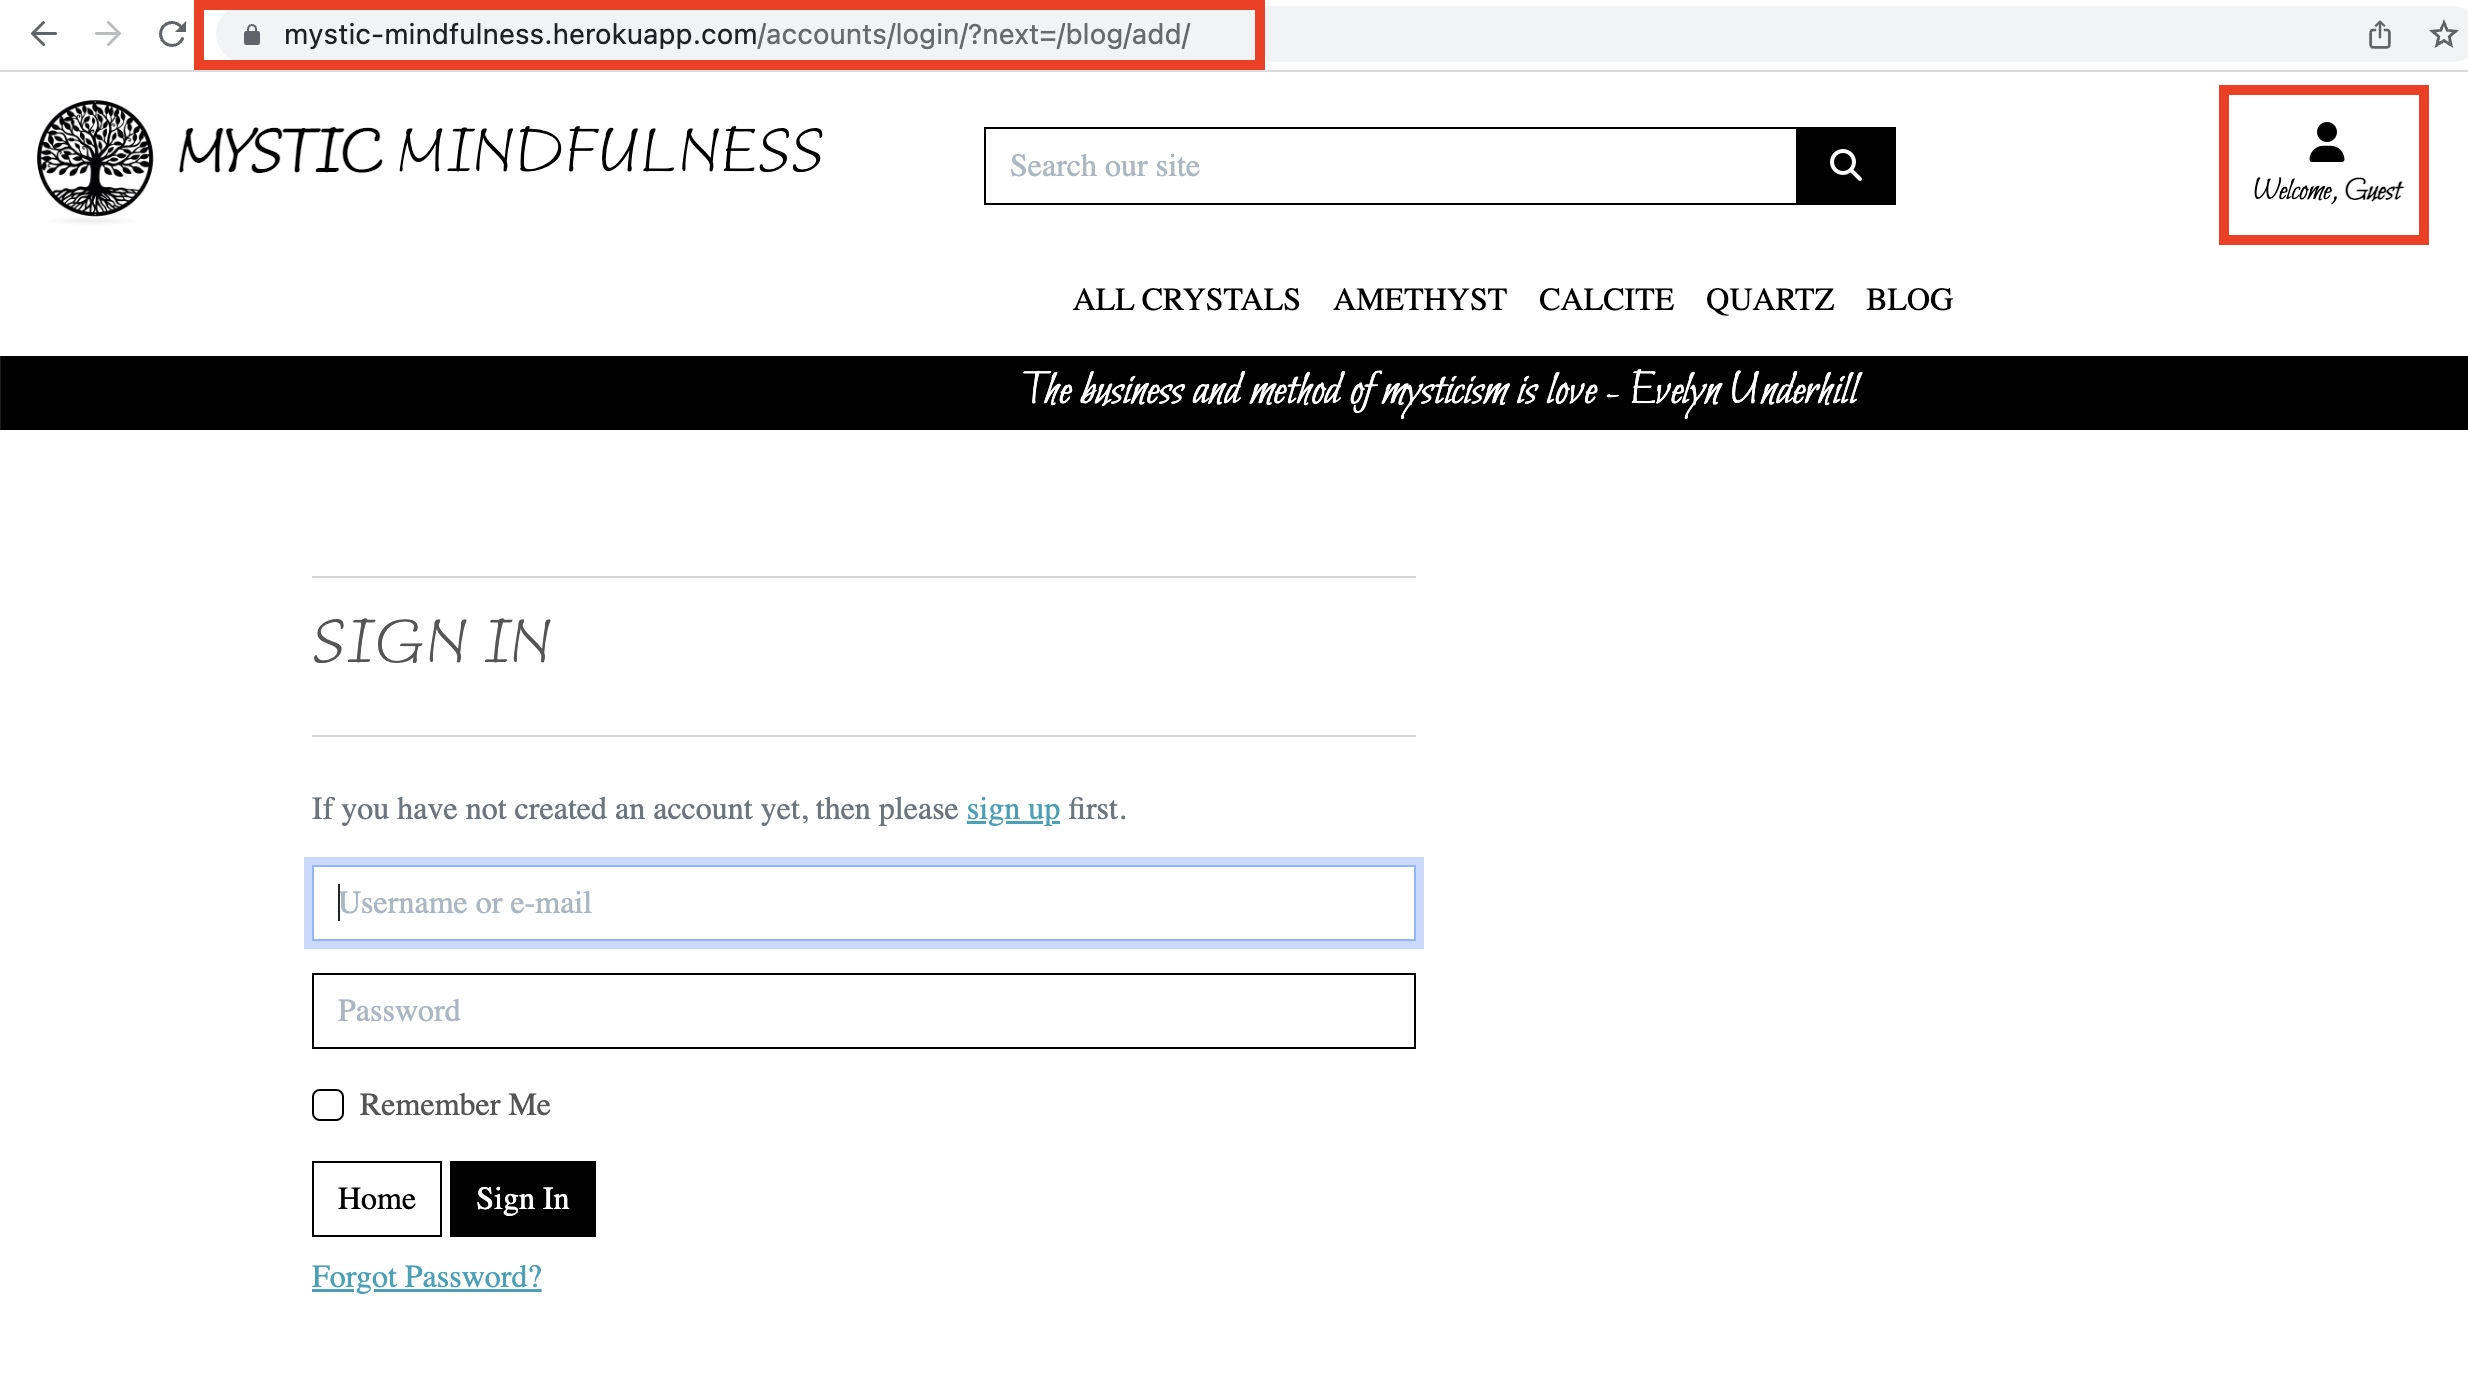 mystic-mindfulness.herokuapp.com/accounts/login/?next=/blog/add/
MYSTIC MINDFULNESS
Search our site
Welcome, Guest
ALL CRYSTALS AMETHYST CALCITE QUARTZ BLOG
The business and method of mysticism is love - Evelyn Underhill
SIGN IN
If you have not created an account yet, then please sign up first.
Username or e-mail
Password
Remember Me
Home Sign In
Forgot Password?